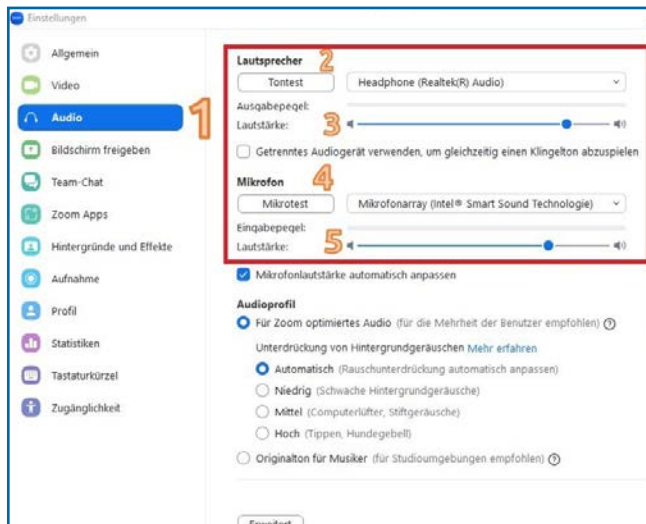 Einstellungen
Allgemein
Video
Audio
1
Bildschirm freigeben
Team-Chat
Zoom Apps
Hintergründe und Effekte
Aufnahme
Profil
Statistiken
Tastaturkürzel
Zugänglichkeit
Lautsprecher 2
Tontest Headphone (Realtek(R) Audio)
Ausgabepegel:
Lautstärke: 3
Getrenntes Audiogerät verwenden, um gleichzeitig einen Klingelton abzuspielen
Mikrofon 4
Mikrotest Mikrofonarray (Intel® Smart Sound Technologie)
Eingabepegel:
Lautstärke: 5
Mikrofonlautstärke automatisch anpassen
Audioprofil
Für Zoom optimiertes Audio (für die Mehrheit der Benutzer empfohlen) ?
Unterdrückung von Hintergrundgeräuschen Mehr erfahren
Automatisch (Rauschunterdrückung automatisch anpassen)
Niedrig (Schwache Hintergrundgeräusche)
Mittel (Computerlüfter, Stiftgeräusche)
Hoch (Tippen, Hundegebell)
Originalton für Musiker (für Studioumgebungen empfohlen) ?